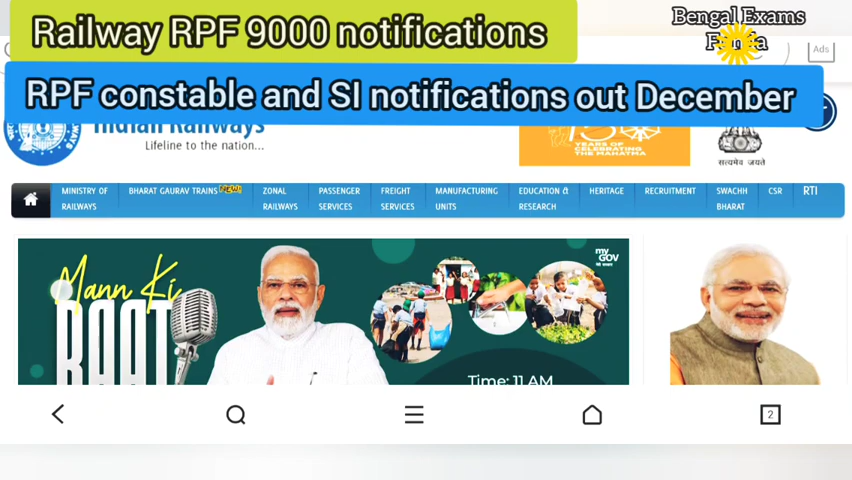 Railway RPF 9000 notifications
Bengal Exams
Ads
RPF constable and SI notifications out December
Indian Railways
Lifeline to the nation...
YEARS OF
CELEBRATING
THE MAHATMA
सत्यमेव जयते
MINISTRY OF RAILWAYS
BHARAT GAURAV TRAINS NEW!
ZONAL RAILWAYS
PASSENGER SERVICES
FREIGHT SERVICES
MANUFACTURING UNITS
EDUCATION & RESEARCH
HERITAGE
RECRUITMENT
SWACHH BHARAT
CSR
RTI
Mann Ki
BAAT
my
GOV
Time: 11 AM
2